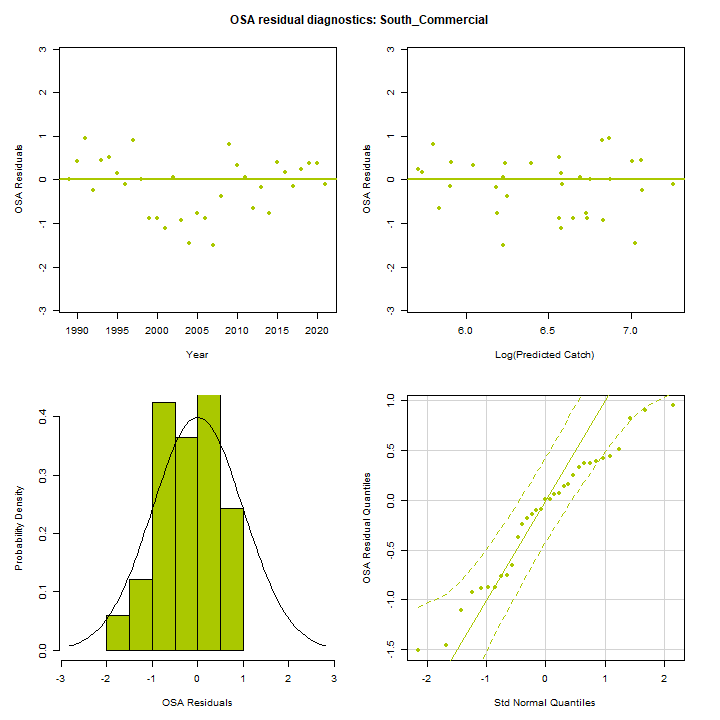 OSA residual diagnostics: South_Commercial
OSA Residuals
3
2
1
0
-1
-2
-3
1990 1995 2000 2005 2010 2015 2020
Year
OSA Residuals
3
2
1
0
-1
-2
-3
6.0 6.5 7.0
Log(Predicted Catch)
Probability Density
0.4
0.3
0.2
0.1
0.0
-3 -2 -1 0 1 2 3
OSA Residuals
OSA Residual Quantiles
1.0
0.5
0.0
-0.5
-1.0
-1.5
-2 -1 0 1 2
Std Normal Quantiles